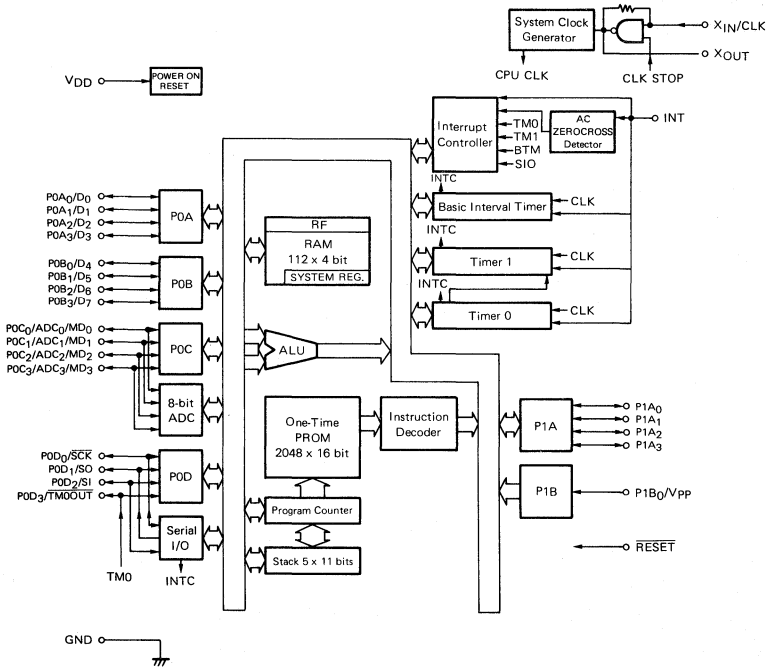 System Clock
Generator
XIN/CLK
XOUT
CPU CLK
CLK STOP
VDD
POWER ON
RESET
Interrupt
Controller
TM0
TM1
BTM
SIO
AC
ZEROCROSS
Detector
INT
INTC
Basic Interval Timer
CLK
INTC
Timer 1
CLK
INTC
Timer 0
CLK
P0A0/D0
P0A1/D1
P0A2/D2
P0A3/D3
P0A
P0B0/D4
P0B1/D5
P0B2/D6
P0B3/D7
P0B
RF
RAM
112 x 4 bit
SYSTEM REG.
P0C0/ADC0/MD0
P0C1/ADC1/MD1
P0C2/ADC2/MD2
P0C3/ADC3/MD3
P0C
ALU
8-bit
ADC
One-Time
PROM
2048 x 16 bit
Instruction
Decoder
P1A
P1A0
P1A1
P1A2
P1A3
P0D0/SCK
P0D1/SO
P0D2/SI
P0D3/TM0OUT
P0D
P1B
P1B0/VPP
Program Counter
Serial
I/O
Stack 5 x 11 bits
RESET
TM0
INTC
GND